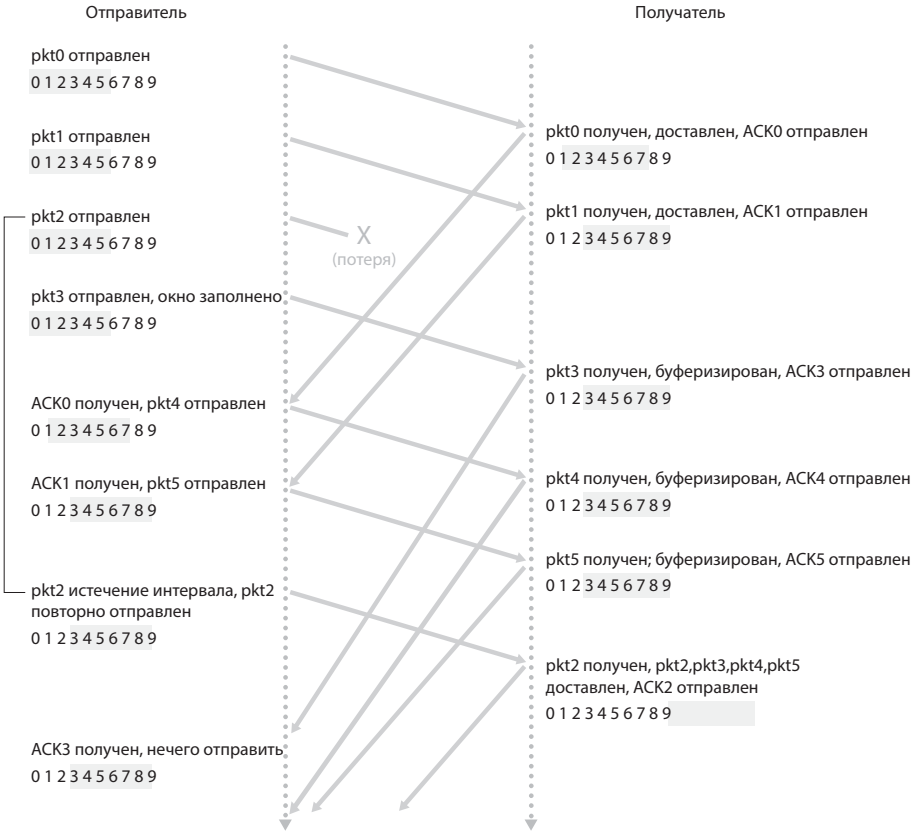 Отправитель
Получатель
pkt0 отправлен
0 1 2 3 4 5 6 7 8 9
pkt1 отправлен
0 1 2 3 4 5 6 7 8 9
pkt2 отправлен
0 1 2 3 4 5 6 7 8 9
X
(потеря)
pkt3 отправлен, окно заполнено
0 1 2 3 4 5 6 7 8 9
ACK0 получен, pkt4 отправлен
0 1 2 3 4 5 6 7 8 9
ACK1 получен, pkt5 отправлен
0 1 2 3 4 5 6 7 8 9
pkt2 истечение интервала, pkt2
повторно отправлен
0 1 2 3 4 5 6 7 8 9
ACK3 получен, нечего отправить
0 1 2 3 4 5 6 7 8 9
pkt0 получен, доставлен, ACK0 отправлен
0 1 2 3 4 5 6 7 8 9
pkt1 получен, доставлен, ACK1 отправлен
0 1 2 3 4 5 6 7 8 9
pkt3 получен, буферизирован, ACK3 отправлен
0 1 2 3 4 5 6 7 8 9
pkt4 получен, буферизирован, ACK4 отправлен
0 1 2 3 4 5 6 7 8 9
pkt5 получен; буферизирован, ACK5 отправлен
0 1 2 3 4 5 6 7 8 9
pkt2 получен, pkt2,pkt3,pkt4,pkt5
доставлен, ACK2 отправлен
0 1 2 3 4 5 6 7 8 9